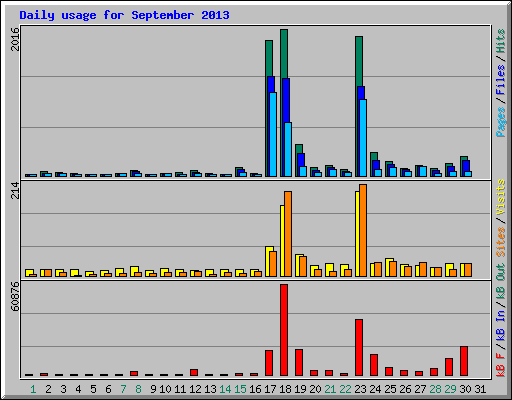 Daily usage for September 2013
2016
Pages / Files / Hits
214
Sites / Visits
60876
kB F / kB In / kB Out
1 2 3 4 5 6 7 8 9 10 11 12 13 14 15 16 17 18 19 20 21 22 23 24 25 26 27 28 29 30 31